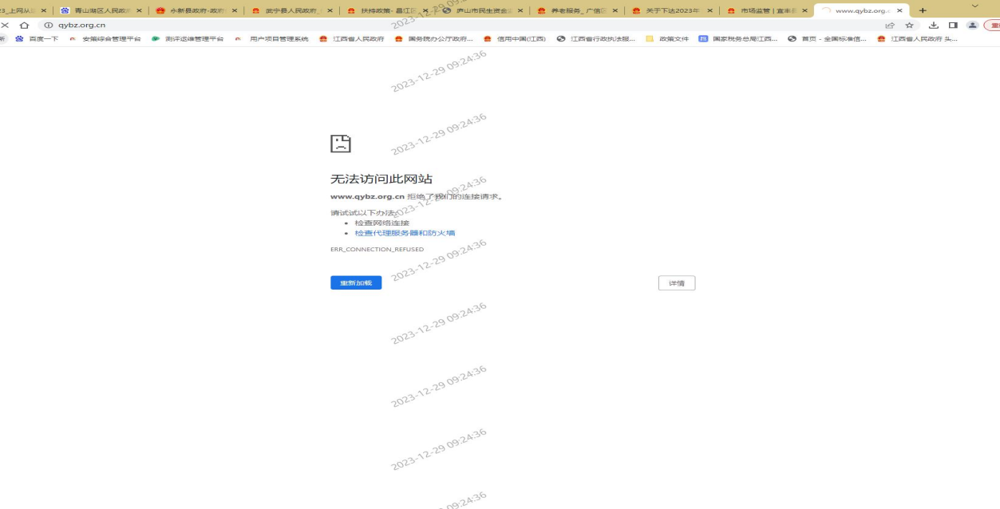 3_上网从 × 青山湖区人民政府 × 永新县政府-政府 × 武宁县人民政府_ × 扶持政策- 昌江区 × 庐山市民生资金 × 养老服务_ 广信区 × 关于下达2023年 × 市场监管 | 宜丰县 × www.qybz.org.c × +
qybz.org.cn
百度一下 安策综合管理平台 测评运维管理平台 用户项目管理系统 江西省人民政府 国务院办公厅政府... 信用中国(江西) 江西省行政执法服... 政策文件 国家税务总局江西... 首页 - 全国标准信... 江西省人民政府 头...
2023-12-29 09:24:36
2023-12-29 09:24:36
无法访问此网站
www.qybz.org.cn 拒绝了我们的连接请求。
2023-12-29 09:24:36
请试试以下办法:
• 检查网络连接
• 检查代理服务器和防火墙
ERR_CONNECTION_REFUSED
2023-12-29 09:24:36
重新加载
详情
2023-12-29 09:24:36
2023-12-29 09:24:36
2023-12-29 09:24:36
09:24:36